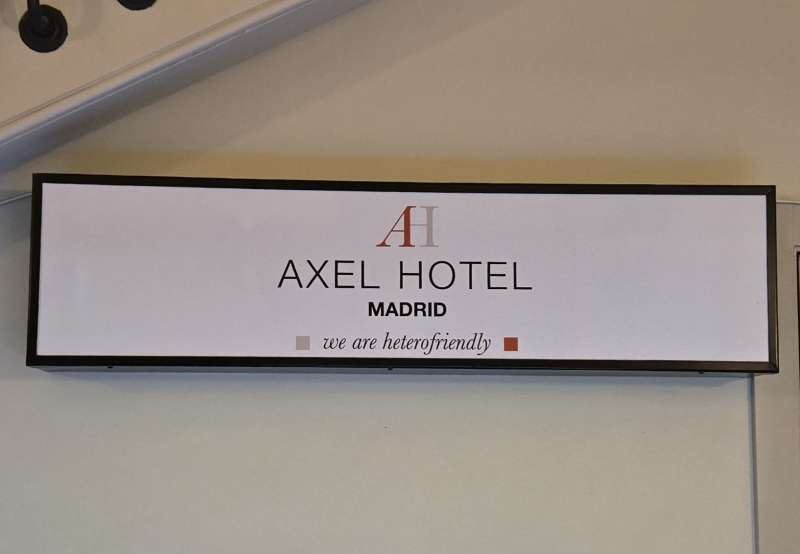 AH
AXEL HOTEL
MADRID
we are heterofriendly